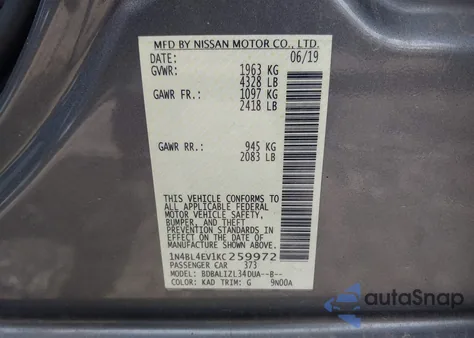 MFD BY NISSAN MOTOR CO., LTD.
DATE: 06/19
GVWR: 1963 KG
4328 LB
GAWR FR.: 1097 KG
2418 LB
GAWR RR.: 945 KG
2083 LB
THIS VEHICLE CONFORMS TO
ALL APPLICABLE FEDERAL
MOTOR VEHICLE SAFETY,
BUMPER, AND THEFT
PREVENTION STANDARDS IN
EFFECT ON THE DATE OF
MANUFACTURE SHOWN ABOVE.
1N4BL4EV1KC259972
PASSENGER CAR 373
MODEL: BDBALIZL34DUA--B--
COLOR: KAD TRIM: G 9N00A
autoSnap